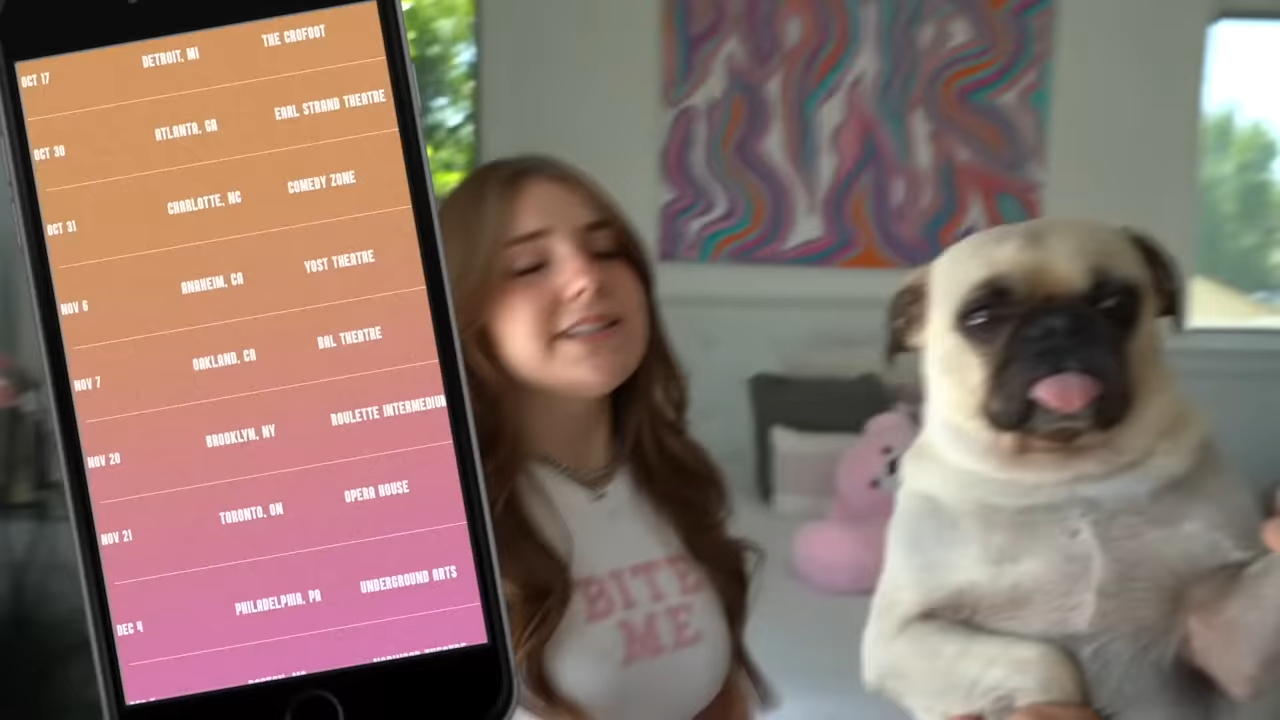 OCT 17 DETROIT, MI THE CROFOOT
OCT 30 ATLANTA, GA EARL STRAND THEATRE
OCT 31 CHARLOTTE, NC COMEDY ZONE
NOV 6 ANAHEIM, CA YOST THEATRE
NOV 7 OAKLAND, CA BAL THEATRE
NOV 20 BROOKLYN, NY ROULETTE INTERMEDIUM
NOV 21 TORONTO, ON OPERA HOUSE
DEC 4 PHILADELPHIA, PA UNDERGROUND ARTS
BITE
ME